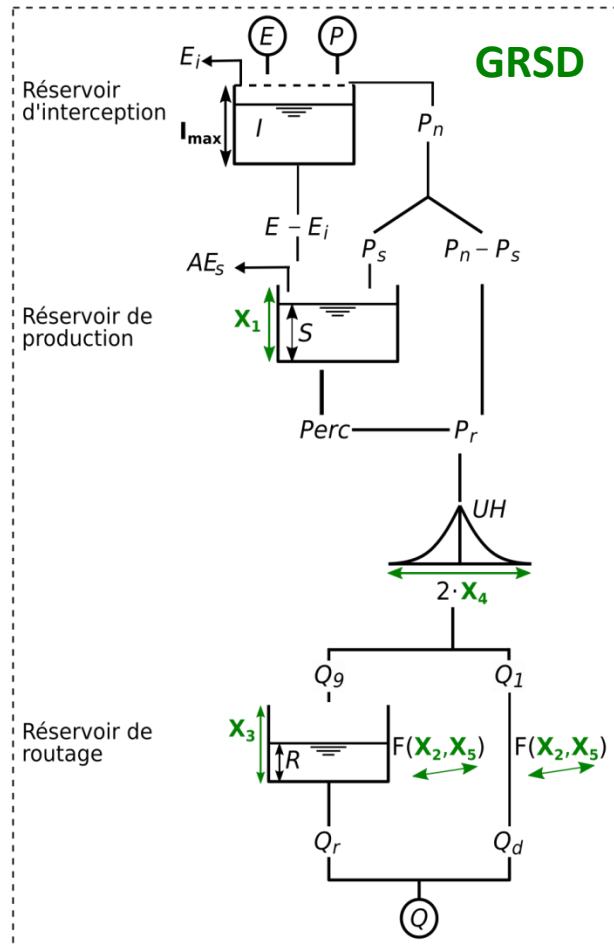 GRSD
E
P
Ei
Réservoir
d'interception
Imax
I
Pn
E – Ei
Ps
Pn – Ps
AEs
Réservoir de
production
X1
S
Perc
Pr
UH
2·X4
Q9
Q1
Réservoir de
routage
X3
R
F(X2,X5)
F(X2,X5)
Qr
Qd
Q